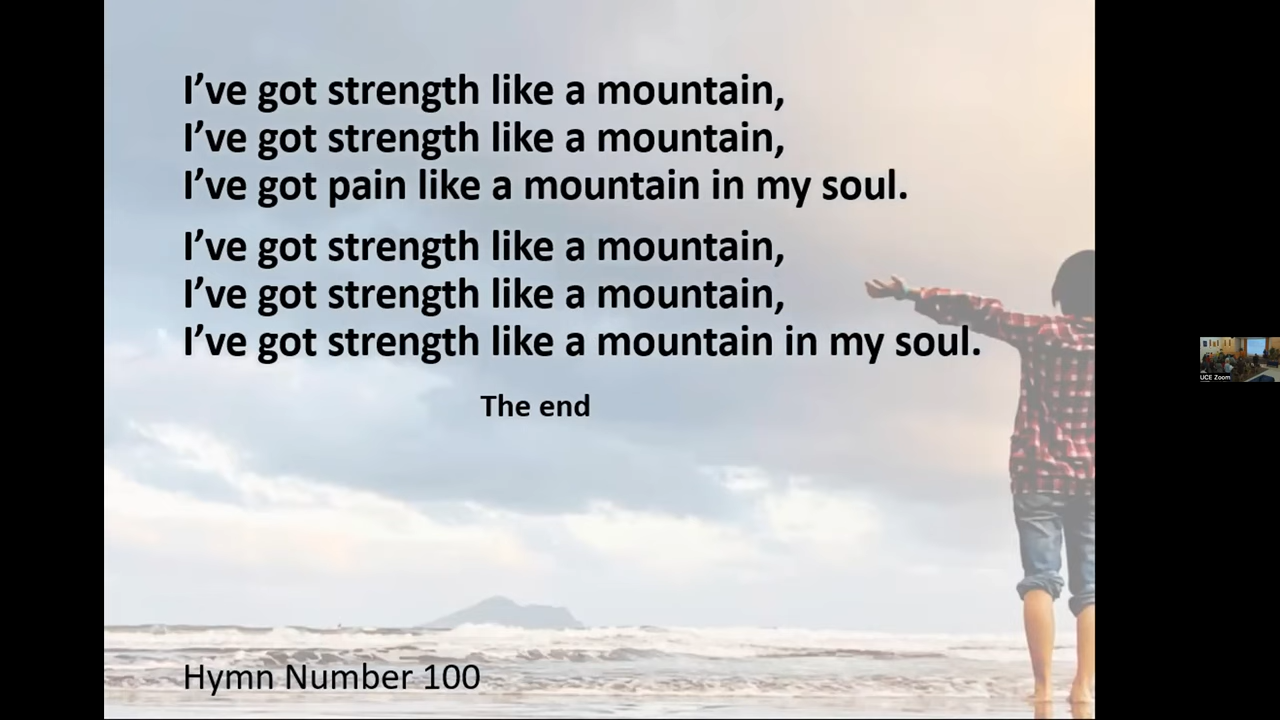 I’ve got strength like a mountain,
I’ve got strength like a mountain,
I’ve got pain like a mountain in my soul.
I’ve got strength like a mountain,
I’ve got strength like a mountain,
I’ve got strength like a mountain in my soul.
The end
Hymn Number 100
UCE Zoom